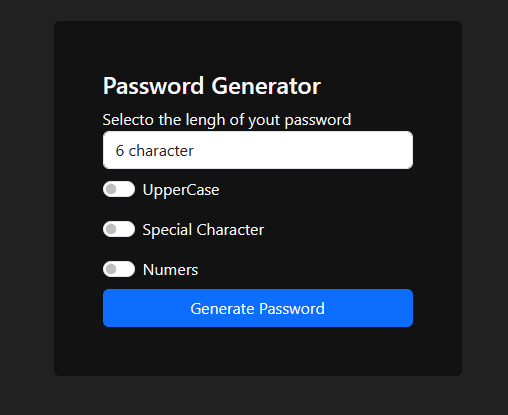 Password Generator
Selecto the lengh of yout password
6 character
UpperCase
Special Character
Numers
Generate Password